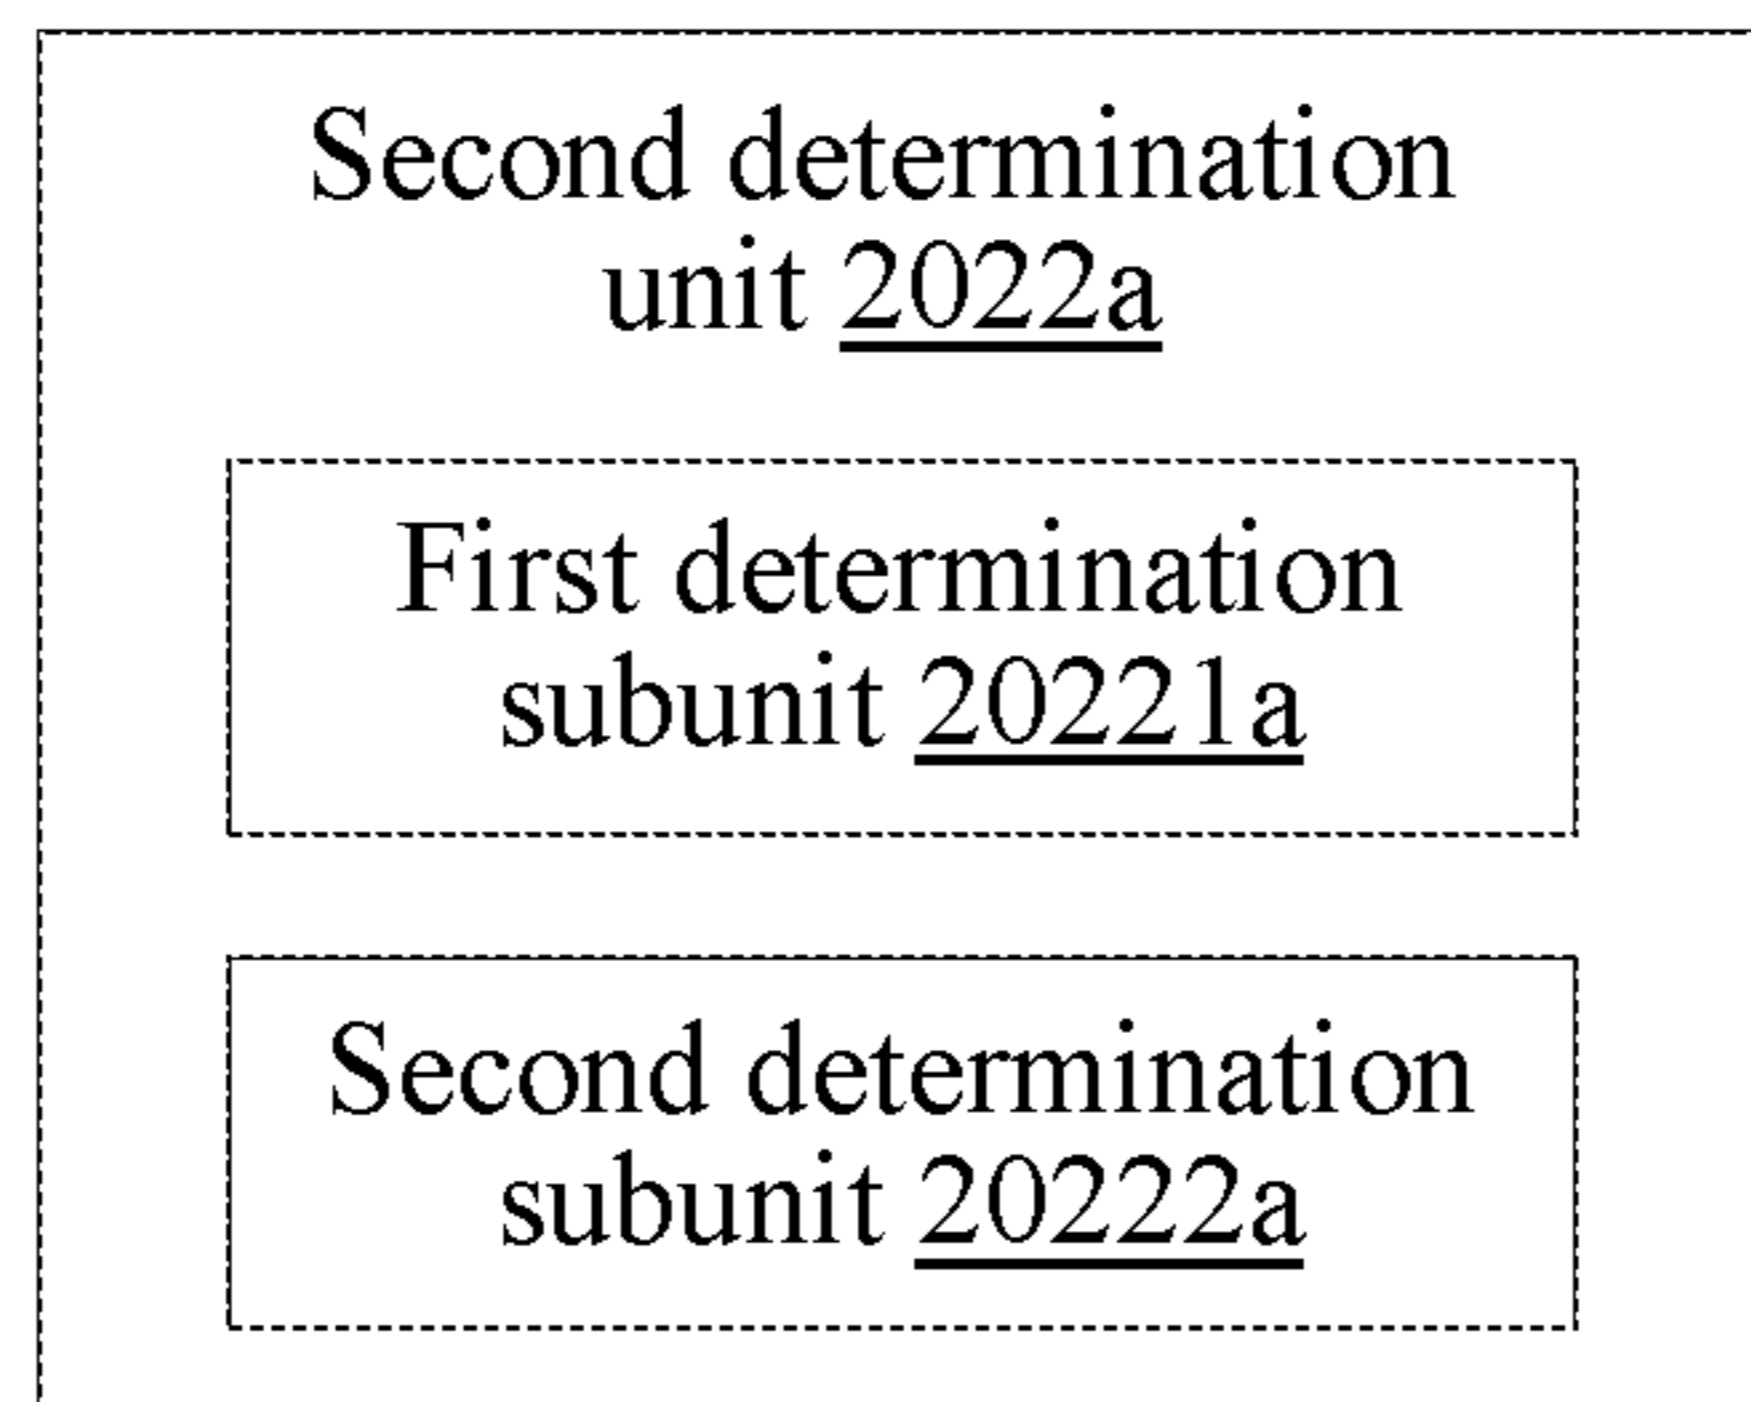 Second determination
unit 2022a
First determination
subunit 20221a
Second determination
subunit 20222a